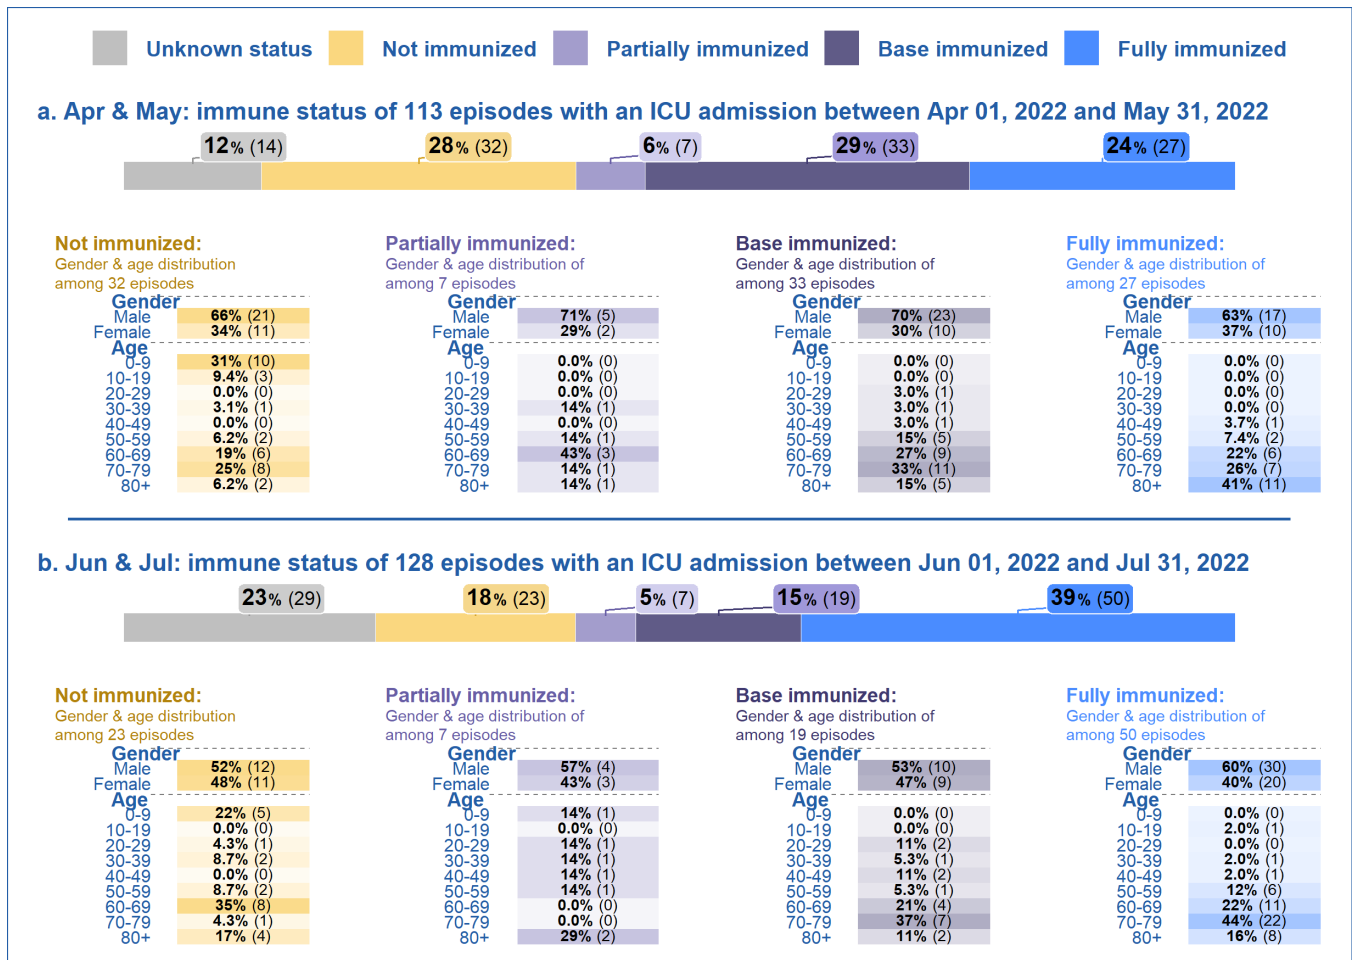 Unknown status Not immunized Partially immunized Base immunized Fully immunized
a. Apr & May: immune status of 113 episodes with an ICU admission between Apr 01, 2022 and May 31, 2022
12% (14) 28% (32) 6% (7) 29% (33) 24% (27)
Not immunized: Partially immunized: Base immunized: Fully immunized:
Gender & age distribution Gender & age distribution of Gender & age distribution of Gender & age distribution of
among 32 episodes among 7 episodes among 33 episodes among 27 episodes
Gender Gender Gender Gender
Male 66% (21) Male 71% (5) Male 70% (23) Male 63% (17)
Female 34% (11) Female 29% (2) Female 30% (10) Female 37% (10)
Age Age Age Age
0-9 31% (10) 0-9 0.0% (0) 0-9 0.0% (0) 0-9 0.0% (0)
10-19 9.4% (3) 10-19 0.0% (0) 10-19 0.0% (0) 10-19 0.0% (0)
20-29 0.0% (0) 20-29 0.0% (0) 20-29 3.0% (1) 20-29 0.0% (0)
30-39 3.1% (1) 30-39 14% (1) 30-39 3.0% (1) 30-39 0.0% (0)
40-49 0.0% (0) 40-49 0.0% (0) 40-49 3.0% (1) 40-49 3.7% (1)
50-59 6.2% (2) 50-59 14% (1) 50-59 15% (5) 50-59 7.4% (2)
60-69 19% (6) 60-69 43% (3) 60-69 27% (9) 60-69 22% (6)
70-79 25% (8) 70-79 14% (1) 70-79 33% (11) 70-79 26% (7)
80+ 6.2% (2) 80+ 14% (1) 80+ 15% (5) 80+ 41% (11)
b. Jun & Jul: immune status of 128 episodes with an ICU admission between Jun 01, 2022 and Jul 31, 2022
23% (29) 18% (23) 5% (7) 15% (19) 39% (50)
Not immunized: Partially immunized: Base immunized: Fully immunized:
Gender & age distribution Gender & age distribution of Gender & age distribution of Gender & age distribution of
among 23 episodes among 7 episodes among 19 episodes among 50 episodes
Gender Gender Gender Gender
Male 52% (12) Male 57% (4) Male 53% (10) Male 60% (30)
Female 48% (11) Female 43% (3) Female 47% (9) Female 40% (20)
Age Age Age Age
0-9 22% (5) 0-9 14% (1) 0-9 0.0% (0) 0-9 0.0% (0)
10-19 0.0% (0) 10-19 0.0% (0) 10-19 0.0% (0) 10-19 2.0% (1)
20-29 4.3% (1) 20-29 14% (1) 20-29 11% (2) 20-29 0.0% (0)
30-39 8.7% (2) 30-39 14% (1) 30-39 5.3% (1) 30-39 2.0% (1)
40-49 0.0% (0) 40-49 14% (1) 40-49 11% (2) 40-49 2.0% (1)
50-59 8.7% (2) 50-59 14% (1) 50-59 5.3% (1) 50-59 12% (6)
60-69 35% (8) 60-69 0.0% (0) 60-69 21% (4) 60-69 22% (11)
70-79 4.3% (1) 70-79 0.0% (0) 70-79 37% (7) 70-79 44% (22)
80+ 17% (4) 80+ 29% (2) 80+ 11% (2) 80+ 16% (8)